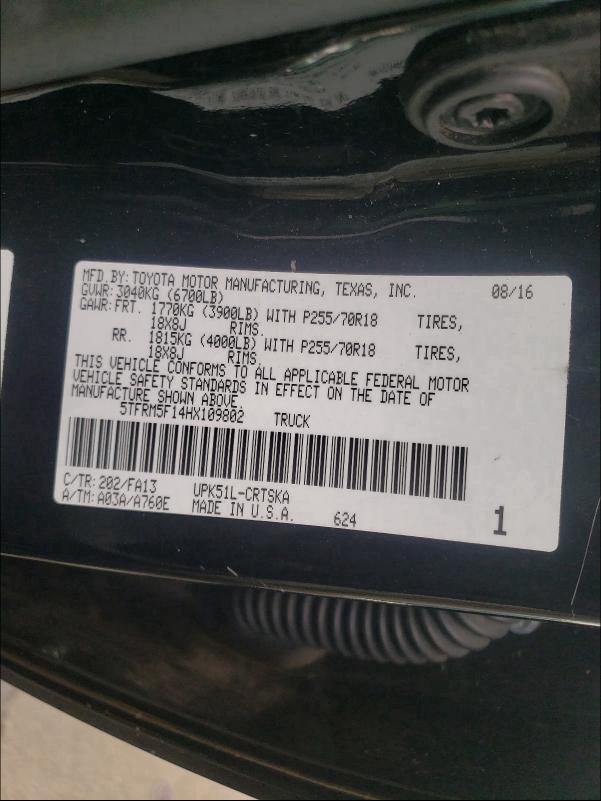 MFD.BY:TOYOTA MOTOR MANUFACTURING, TEXAS, INC. 08/16
GVWR:3040KG (6700LB)
GAWR:FRT. 1770KG (3900LB) WITH P255/70R18 TIRES,
18X8J RIMS.
RR. 1815KG (4000LB) WITH P255/70R18 TIRES,
18X8J RIMS.
THIS VEHICLE CONFORMS TO ALL APPLICABLE FEDERAL MOTOR
VEHICLE SAFETY STANDARDS IN EFFECT ON THE DATE OF
MANUFACTURE SHOWN ABOVE.
5TFRM5F14HX109802 TRUCK
C/TR:202/FA13 UPK51L-CRTSKA
A/TM:A03A/A760E MADE IN U.S.A. 624 1